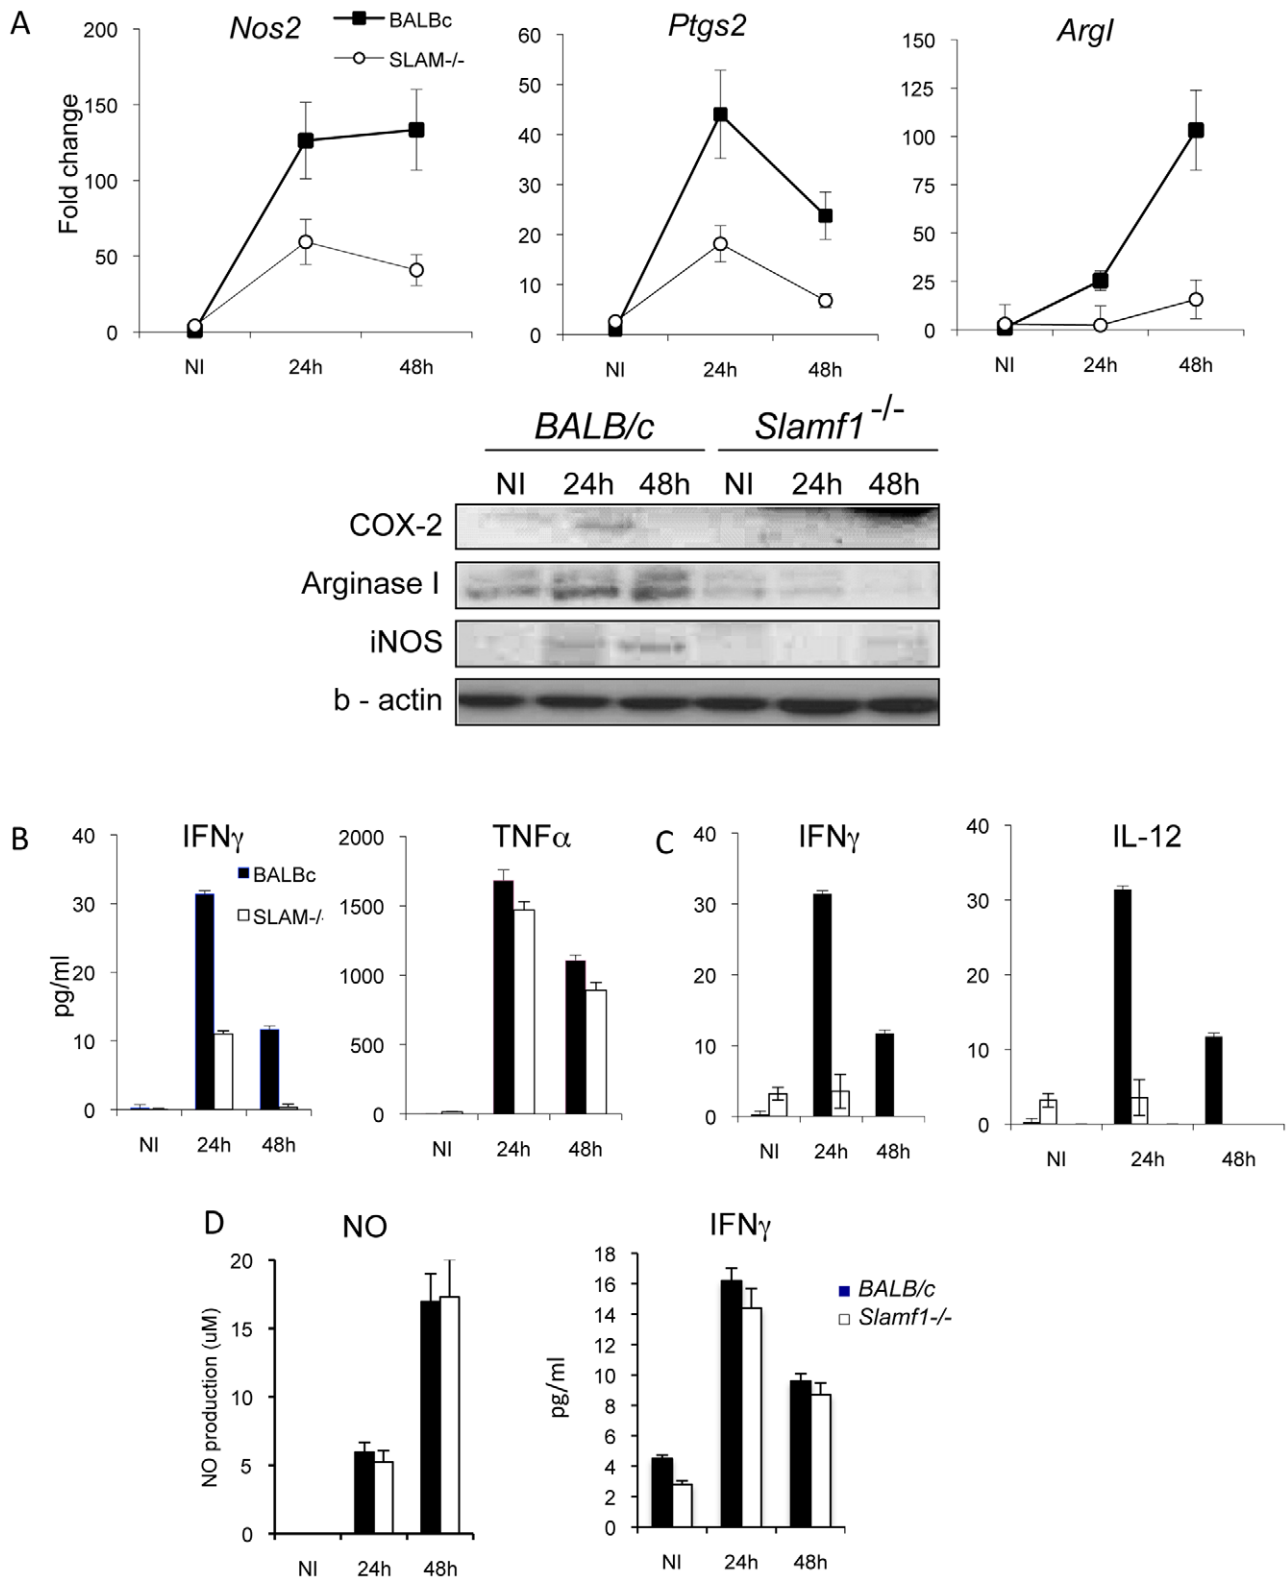 A
Nos2
BALBc
SLAM-/-
Ptgs2
ArgI
Fold change
200
150
100
50
0
NI 24h 48h
60
50
40
30
20
10
0
NI 24h 48h
150
125
100
75
50
25
0
NI 24h 48h
BALB/c Slamf1-/-
NI 24h 48h NI 24h 48h
COX-2
Arginase I
iNOS
b - actin
B
IFNγ
BALBc
SLAM-/-
pg/ml
40
30
20
10
0
NI 24h 48h
TNFα
2000
1500
1000
500
0
NI 24h 48h
C
IFNγ
40
30
20
10
0
NI 24h 48h
IL-12
40
30
20
10
0
NI 24h 48h
D
NO
NO production (uM)
20
15
10
5
0
NI 24h 48h
IFNγ
pg/ml
18
16
14
12
10
8
6
4
2
0
NI 24h 48h
BALB/c
Slamf1-/-